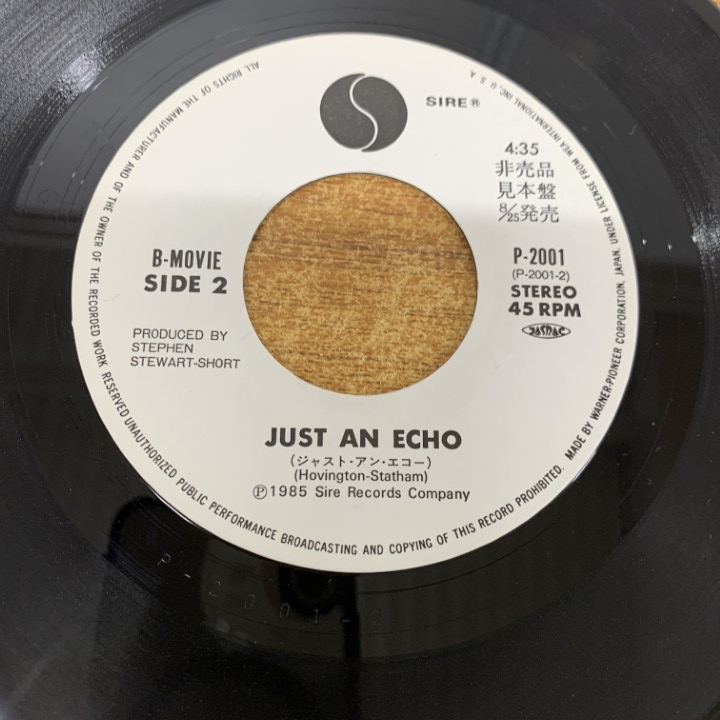 SIRE®
4:35
非売品
見本盤
8/25発売
B-MOVIE
SIDE 2
P-2001
(P-2001-2)
STEREO
45 RPM
JASRAC
PRODUCED BY
STEPHEN
STEWART-SHORT
JUST AN ECHO
(ジャスト・アン・エコー)
(Hovington-Statham)
Ⓟ1985 Sire Records Company
ALL RIGHTS OF THE MANUFACTURER AND OF THE OWNER OF THE RECORDED WORK RESERVED UNAUTHORIZED PUBLIC PERFORMANCE BROADCASTING AND COPYING OF THIS RECORD PROHIBITED. MADE BY WARNER-PIONEER CORPORATION, JAPAN. UNDER LICENSE FROM WEA INTERNATIONAL INC. U.S.A
P-2001-2